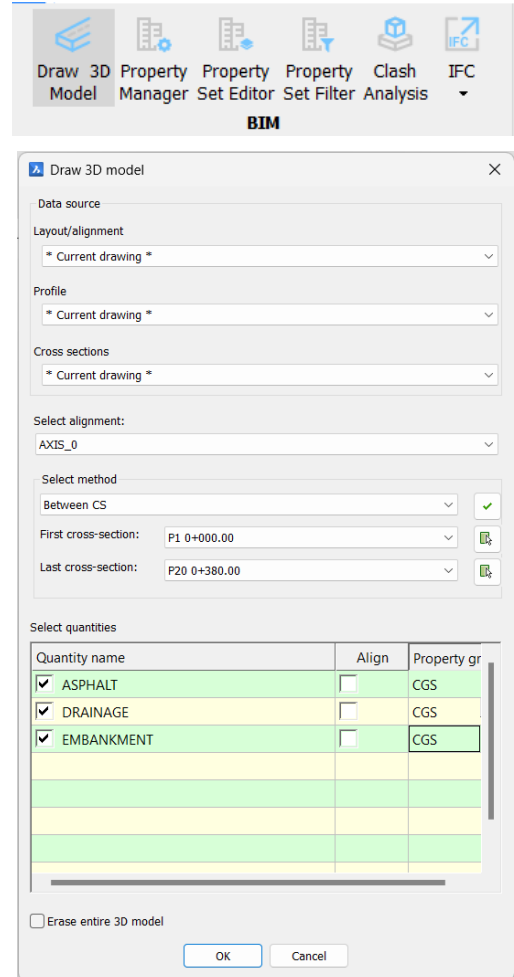 Draw 3D Property Property Property Clash IFC
Model Manager Set Editor Set Filter Analysis
BIM
Draw 3D model
Data source
Layout/alignment
* Current drawing *
Profile
* Current drawing *
Cross sections
* Current drawing *
Select alignment:
AXIS_0
Select method
Between CS
First cross-section: P1 0+000.00
Last cross-section: P20 0+380.00
Select quantities
Quantity name Align Property gr
ASPHALT CGS
DRAINAGE CGS
EMBANKMENT CGS
Erase entire 3D model
OK Cancel